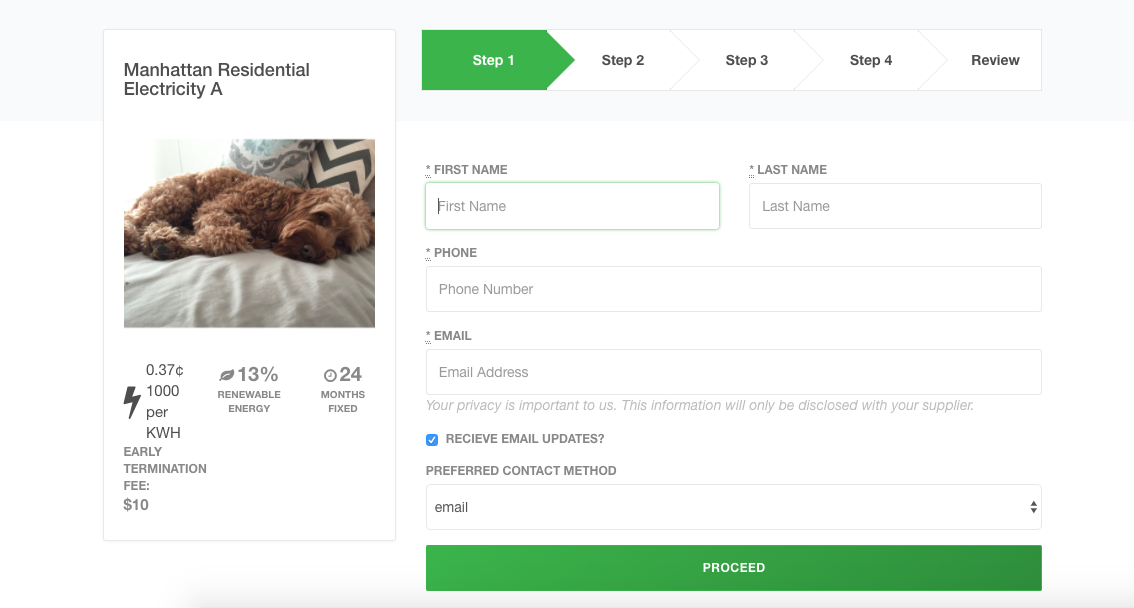 Manhattan Residential
Electricity A
0.37¢
1000
per
KWH
13%
RENEWABLE
ENERGY
24
MONTHS
FIXED
EARLY
TERMINATION
FEE:
$10
Step 1
Step 2
Step 3
Step 4
Review
* FIRST NAME
First Name
* LAST NAME
Last Name
* PHONE
Phone Number
* EMAIL
Email Address
Your privacy is important to us. This information will only be disclosed with your supplier.
RECIEVE EMAIL UPDATES?
PREFERRED CONTACT METHOD
email
PROCEED